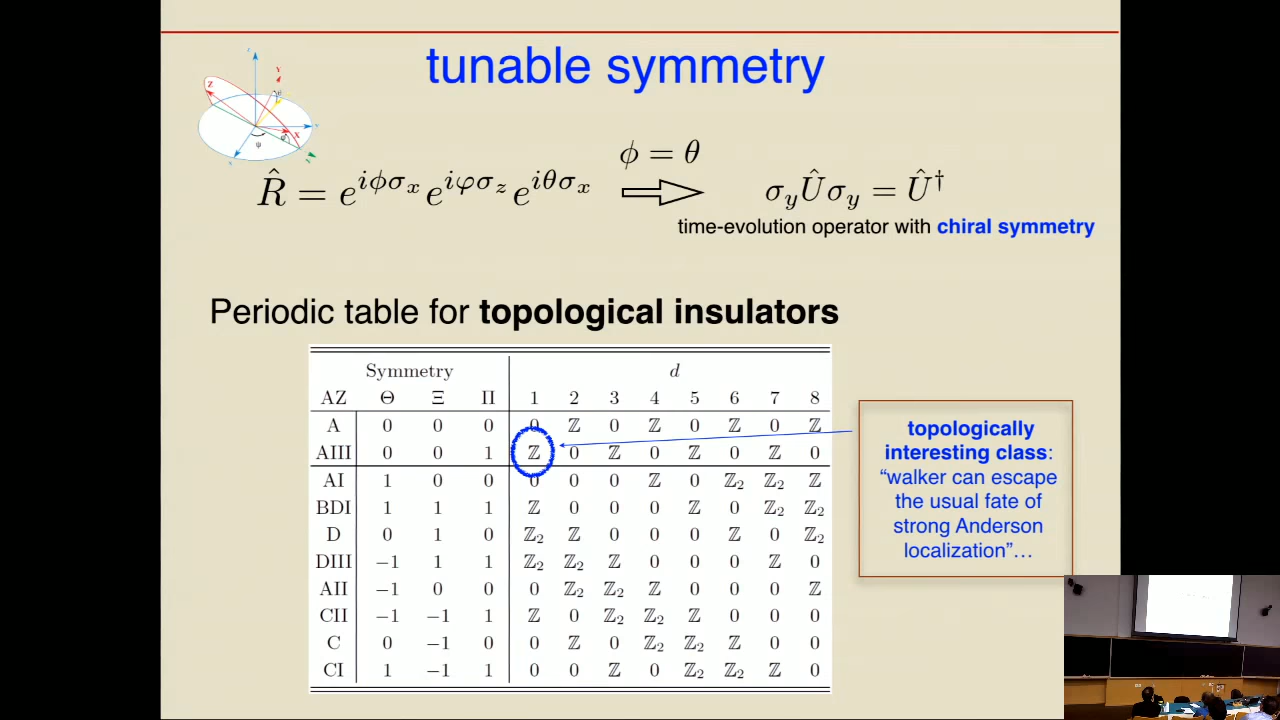 tunable symmetry
ϕ = θ
R̂ = e^{iϕσ_x} e^{iφσ_z} e^{iθσ_x} ⇒ σ_y Û σ_y = Û†
time-evolution operator with chiral symmetry
Periodic table for topological insulators
Symmetry d
AZ Θ Ξ Π 1 2 3 4 5 6 7 8
A 0 0 0 0 ℤ 0 ℤ 0 ℤ 0 ℤ
AIII 0 0 1 ℤ 0 ℤ 0 ℤ 0 ℤ 0
AI 1 0 0 0 0 0 ℤ 0 ℤ₂ ℤ₂ ℤ
BDI 1 1 1 ℤ 0 0 0 ℤ 0 ℤ₂ ℤ₂
D 0 1 0 ℤ₂ ℤ 0 0 0 ℤ 0 ℤ₂
DIII −1 1 1 ℤ₂ ℤ₂ ℤ 0 0 0 ℤ 0
AII −1 0 0 0 ℤ₂ ℤ₂ ℤ 0 0 0 ℤ
CII −1 −1 1 ℤ 0 ℤ₂ ℤ₂ ℤ 0 0 0
C 0 −1 0 0 ℤ 0 ℤ₂ ℤ₂ ℤ 0 0
CI 1 −1 1 0 0 ℤ 0 ℤ₂ ℤ₂ ℤ 0
topologically
interesting class:
“walker can escape
the usual fate of
strong Anderson
localization”…